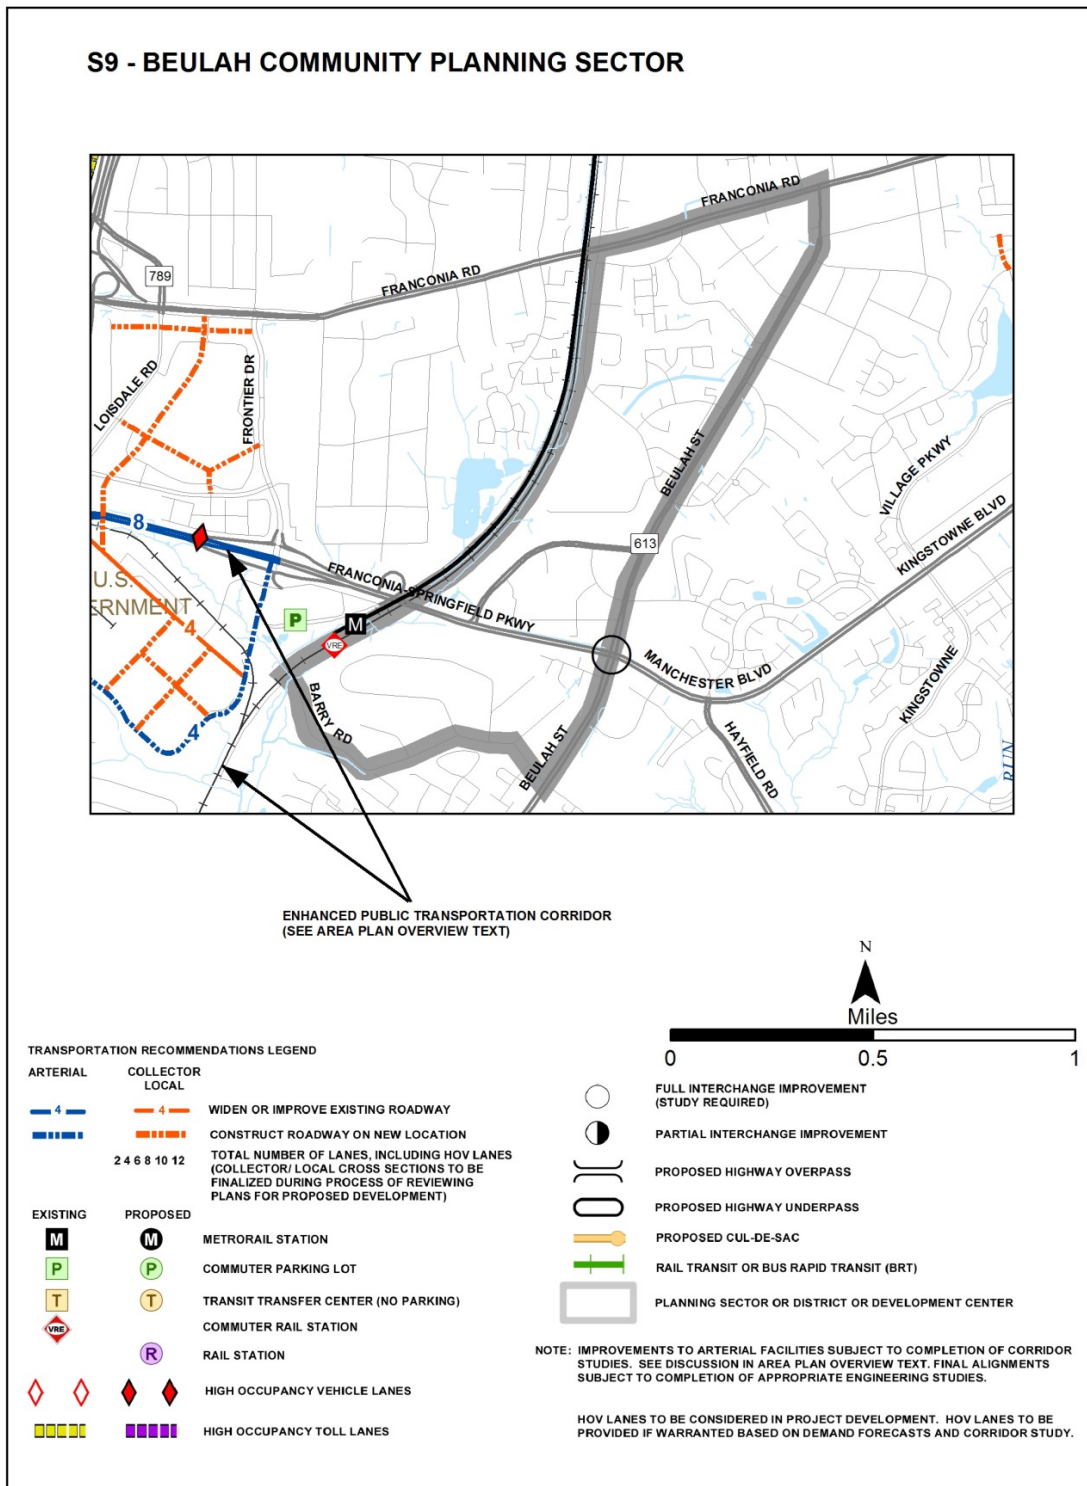 S9 - BEULAH COMMUNITY PLANNING SECTOR
FRANCONIA RD
789
FRANCONIA RD
LOISDALE RD
FRONTIER DR
BEULAH ST
VILLAGE PKWY
KINGSTOWNE BLVD
8
613
FRANCONIA-SPRINGFIELD PKWY
U.S.
ERNMENT
4
P
M
VRE
MANCHESTER BLVD
KINGSTOWNE
BARRY RD
HAYFIELD RD
4
BEULAH ST
RUN
ENHANCED PUBLIC TRANSPORTATION CORRIDOR
(SEE AREA PLAN OVERVIEW TEXT)
N
Miles
0 0.5 1
TRANSPORTATION RECOMMENDATIONS LEGEND
ARTERIAL COLLECTOR
LOCAL
4 4 WIDEN OR IMPROVE EXISTING ROADWAY
CONSTRUCT ROADWAY ON NEW LOCATION
2 4 6 8 10 12 TOTAL NUMBER OF LANES, INCLUDING HOV LANES
(COLLECTOR/ LOCAL CROSS SECTIONS TO BE
FINALIZED DURING PROCESS OF REVIEWING
PLANS FOR PROPOSED DEVELOPMENT)
EXISTING PROPOSED
M M METRORAIL STATION
P P COMMUTER PARKING LOT
T T TRANSIT TRANSFER CENTER (NO PARKING)
VRE COMMUTER RAIL STATION
R RAIL STATION
HIGH OCCUPANCY VEHICLE LANES
HIGH OCCUPANCY TOLL LANES
FULL INTERCHANGE IMPROVEMENT
(STUDY REQUIRED)
PARTIAL INTERCHANGE IMPROVEMENT
PROPOSED HIGHWAY OVERPASS
PROPOSED HIGHWAY UNDERPASS
PROPOSED CUL-DE-SAC
RAIL TRANSIT OR BUS RAPID TRANSIT (BRT)
PLANNING SECTOR OR DISTRICT OR DEVELOPMENT CENTER
NOTE: IMPROVEMENTS TO ARTERIAL FACILITIES SUBJECT TO COMPLETION OF CORRIDOR
STUDIES. SEE DISCUSSION IN AREA PLAN OVERVIEW TEXT. FINAL ALIGNMENTS
SUBJECT TO COMPLETION OF APPROPRIATE ENGINEERING STUDIES.
HOV LANES TO BE CONSIDERED IN PROJECT DEVELOPMENT. HOV LANES TO BE
PROVIDED IF WARRANTED BASED ON DEMAND FORECASTS AND CORRIDOR STUDY.